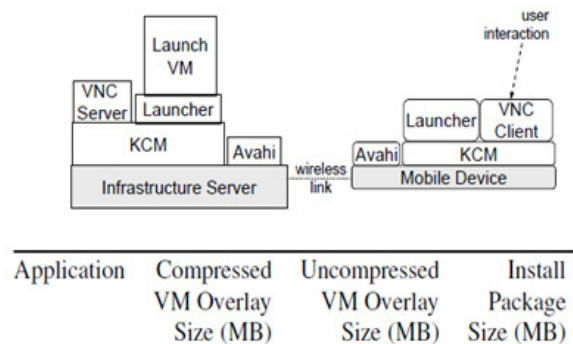 user
interaction
Launch
VM
VNC
Server
Launcher
KCM
Avahi
Infrastructure Server
wireless
link
Launcher
VNC
Client
Avahi
KCM
Mobile Device
Application Compressed Uncompressed Install
VM Overlay VM Overlay Package
Size (MB) Size (MB) Size (MB)